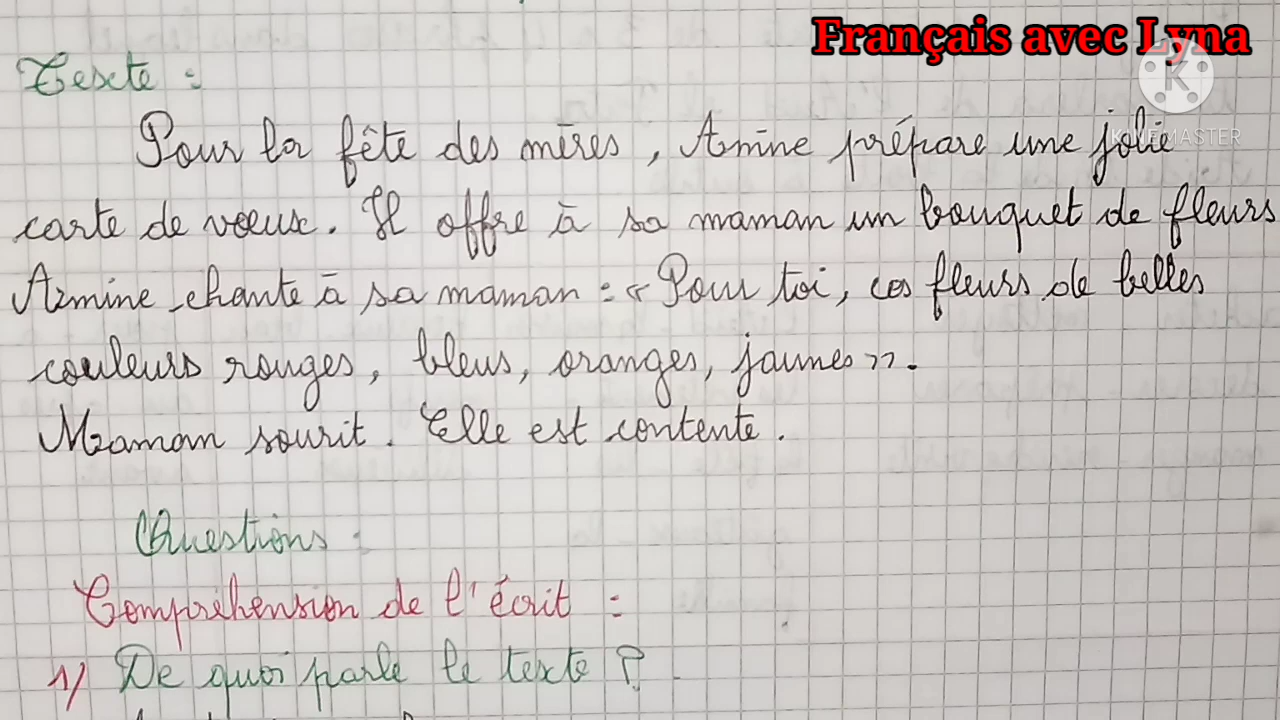 Français avec Lyna
K
KINEMASTER
Texte :
Pour la fête des mères, Amine prépare une jolie
carte de vœux. Il offre à sa maman un bouquet de fleurs
Amine chante à sa maman : « Pour toi, ces fleurs de belles
couleurs rouges, bleus, oranges, jaunes ».
Maman sourit. Elle est contente.
Questions :
Compréhension de l'écrit :
1/ De quoi parle le texte ?